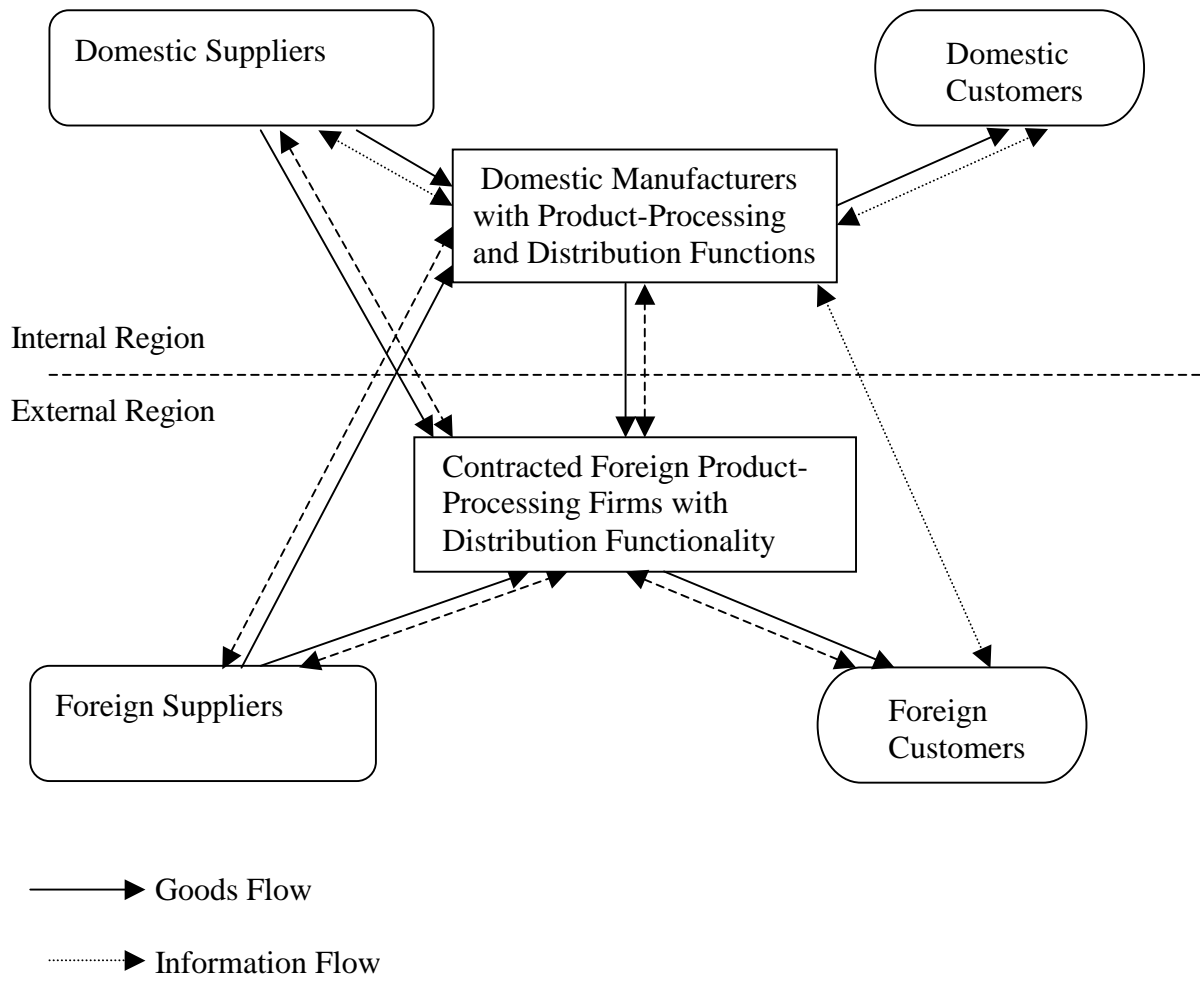 Domestic Suppliers
Domestic
Customers
Domestic Manufacturers
with Product-Processing
and Distribution Functions
Internal Region
External Region
Contracted Foreign Product-
Processing Firms with
Distribution Functionality
Foreign Suppliers
Foreign
Customers
Goods Flow
Information Flow